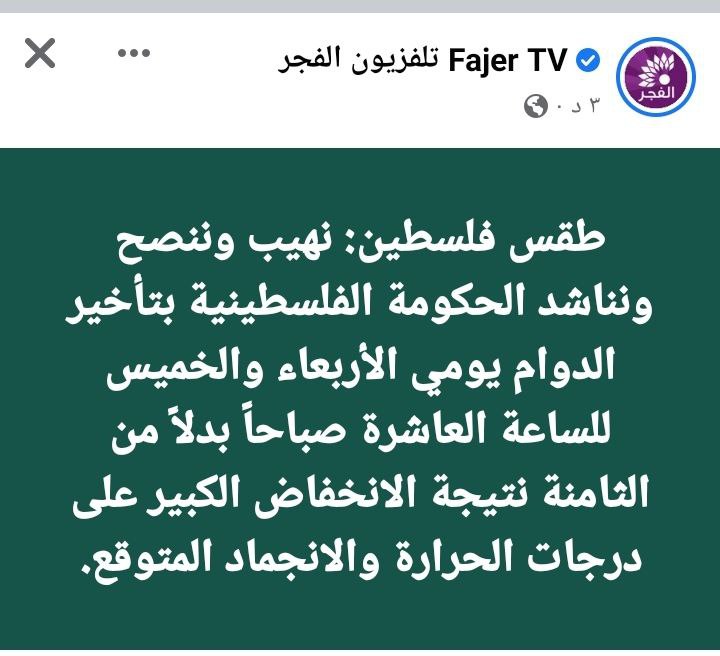 Fajer TV تلفزيون الفجر
٣ د ·
الفجر
طقس فلسطين: نهيب وننصح
ونناشد الحكومة الفلسطينية بتأخير
الدوام يومي الأربعاء والخميس
للساعة العاشرة صباحاً بدلاً من
الثامنة نتيجة الانخفاض الكبير على
درجات الحرارة والانجماد المتوقع.